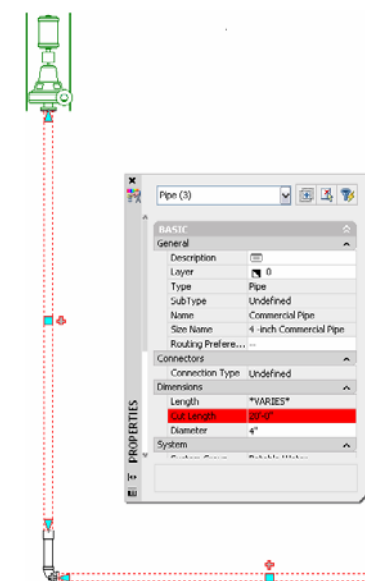 Pipe (3)
BASIC
General
Description
Layer 0
Type Pipe
SubType Undefined
Name Commercial Pipe
Size Name 4 -inch Commercial Pipe
Routing Prefere... --
Connectors
Connection Type Undefined
Dimensions
Length *VARIES*
Cut Length 20'-0"
Diameter 4"
System
PROPERTIES